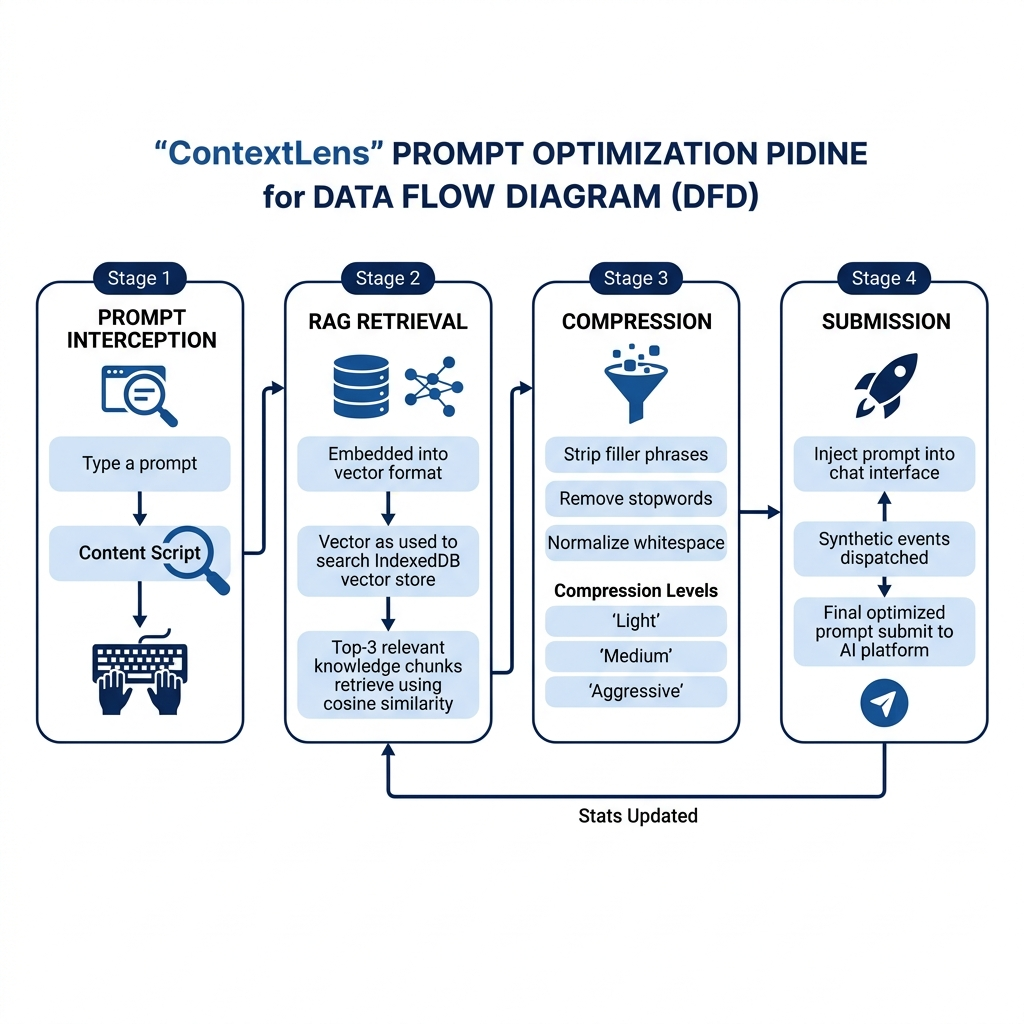 “ContextLens” PROMPT OPTIMIZATION PIDINE
for DATA FLOW DIAGRAM (DFD)
Stage 1
PROMPT
INTERCEPTION
Type a prompt
Content Script
Stage 2
RAG RETRIEVAL
Embedded into
vector format
Vector as used to
search IndexedDB
vector store
Top-3 relevant
knowledge chunks
retrieve using
cosine similarity
Stage 3
COMPRESSION
Strip filler phrases
Remove stopwords
Normalize whitespace
Compression Levels
‘Light’
‘Medium’
‘Aggressive’
Stage 4
SUBMISSION
Inject prompt into
chat interface
Synthetic events
dispatched
Final optimized
prompt submit to
AI platform
Stats Updated